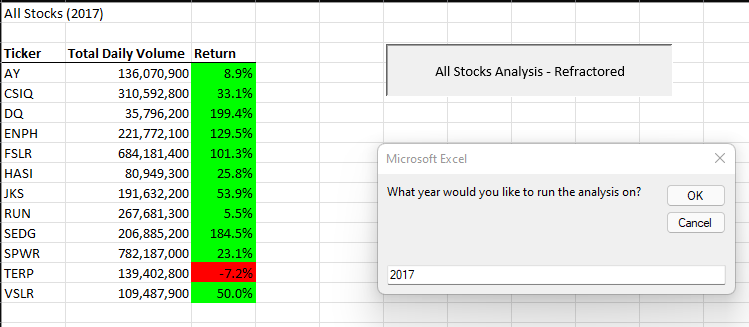 All Stocks (2017)
Ticker Total Daily Volume Return
AY 136,070,900 8.9%
CSIQ 310,592,800 33.1%
DQ 35,796,200 199.4%
ENPH 221,772,100 129.5%
FSLR 684,181,400 101.3%
HASI 80,949,300 25.8%
JKS 191,632,200 53.9%
RUN 267,681,300 5.5%
SEDG 206,885,200 184.5%
SPWR 782,187,000 23.1%
TERP 139,402,800 -7.2%
VSLR 109,487,900 50.0%
All Stocks Analysis - Refractored
Microsoft Excel
What year would you like to run the analysis on?
OK
Cancel
2017